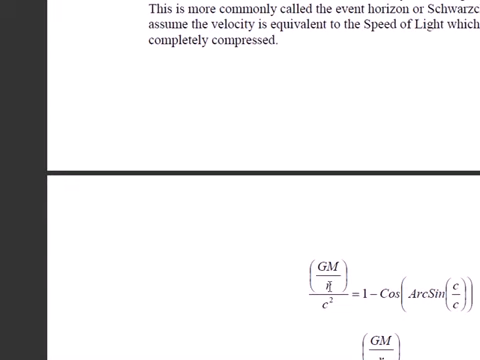 This is more commonly called the event horizon or Schwarzc
assume the velocity is equivalent to the Speed of Light which
completely compressed.
(GM / r) / c² = 1 − Cos(ArcSin(c / c))
(GM